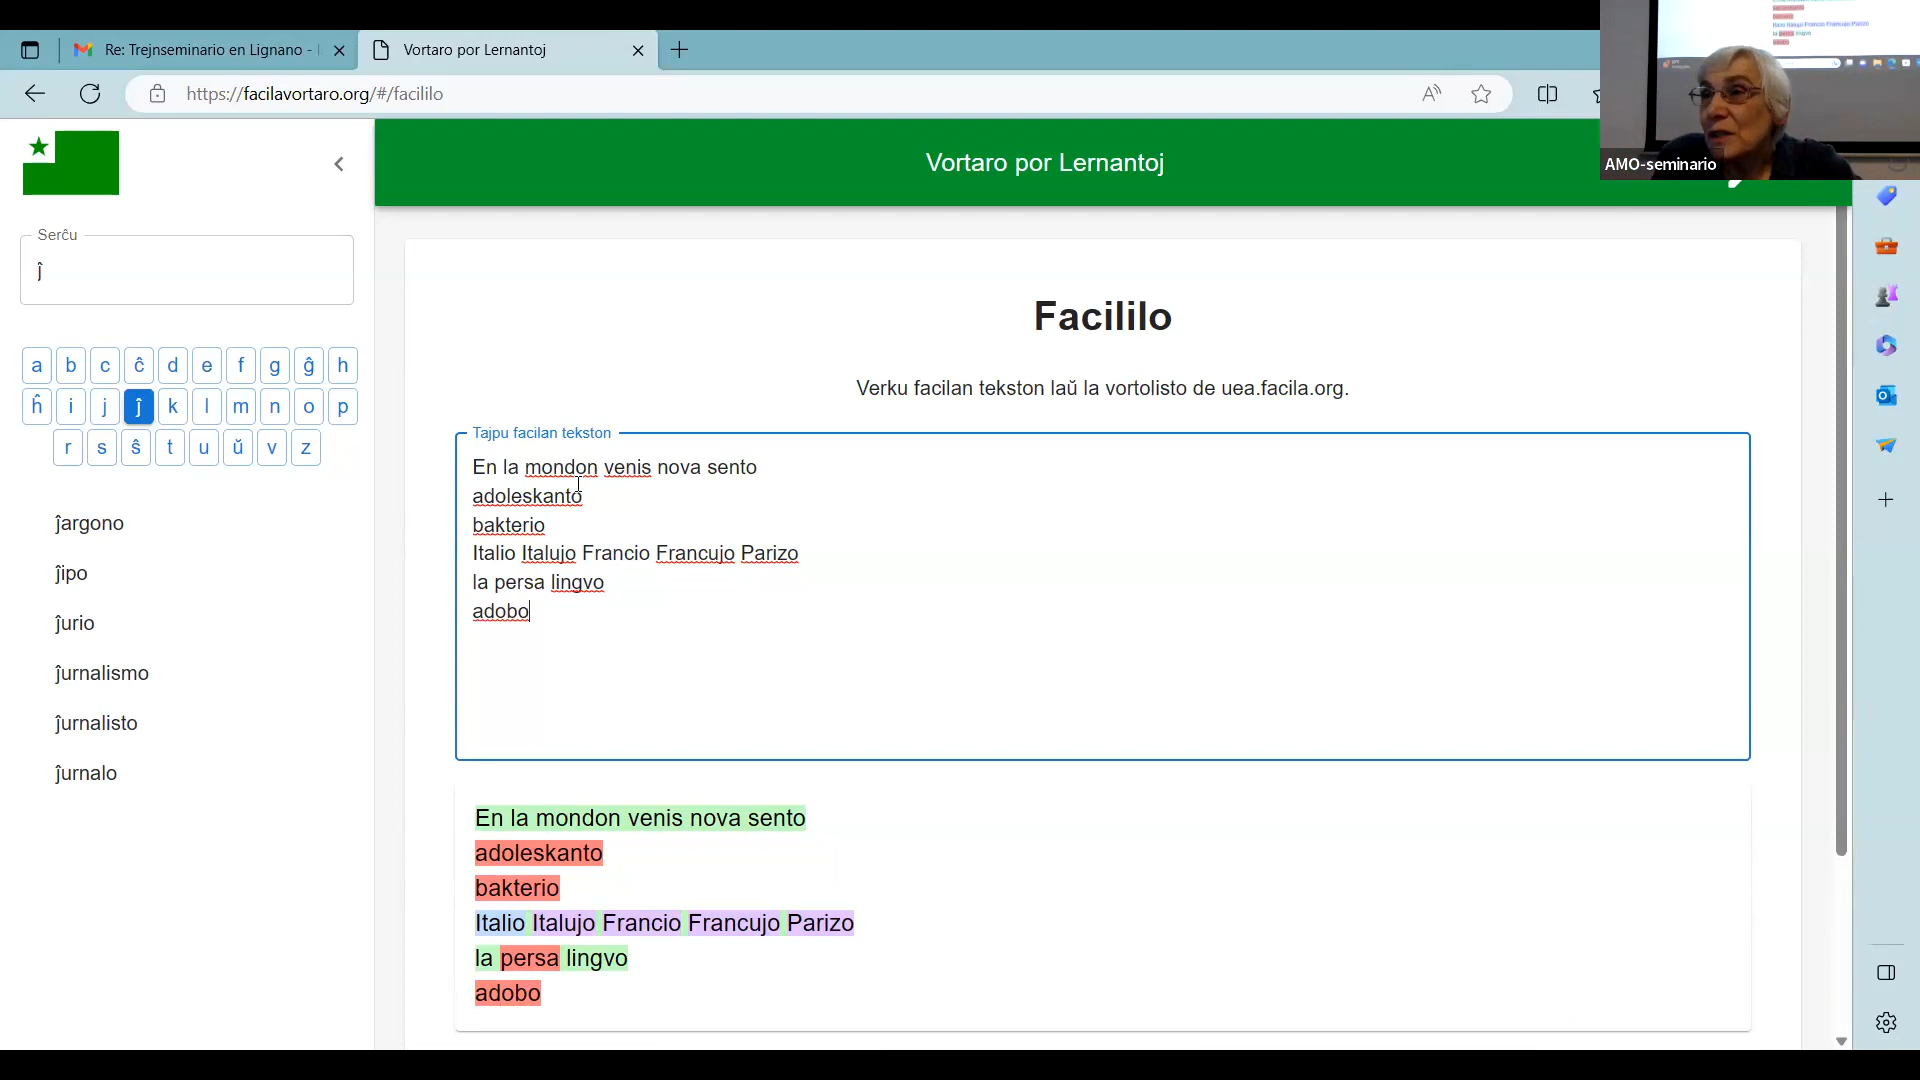 Re: Trejnseminario en Lignano -
Vortaro por Lernantoj
https://facilavortaro.org/#/facililo
AMO-seminario
Vortaro por Lernantoj
Serĉu
ĵ
a b c ĉ d e f g ĝ h
ĥ i j ĵ k l m n o p
r s ŝ t u ŭ v z
ĵargono
ĵipo
ĵurio
ĵurnalismo
ĵurnalisto
ĵurnalo
Facililo
Verku facilan tekston laŭ la vortolisto de uea.facila.org.
Tajpu facilan tekston
En la mondon venis nova sento
adoleskanto
bakterio
Italio Italujo Francio Francujo Parizo
la persa lingvo
adobo
En la mondon venis nova sento
adoleskanto
bakterio
Italio Italujo Francio Francujo Parizo
la persa lingvo
adobo